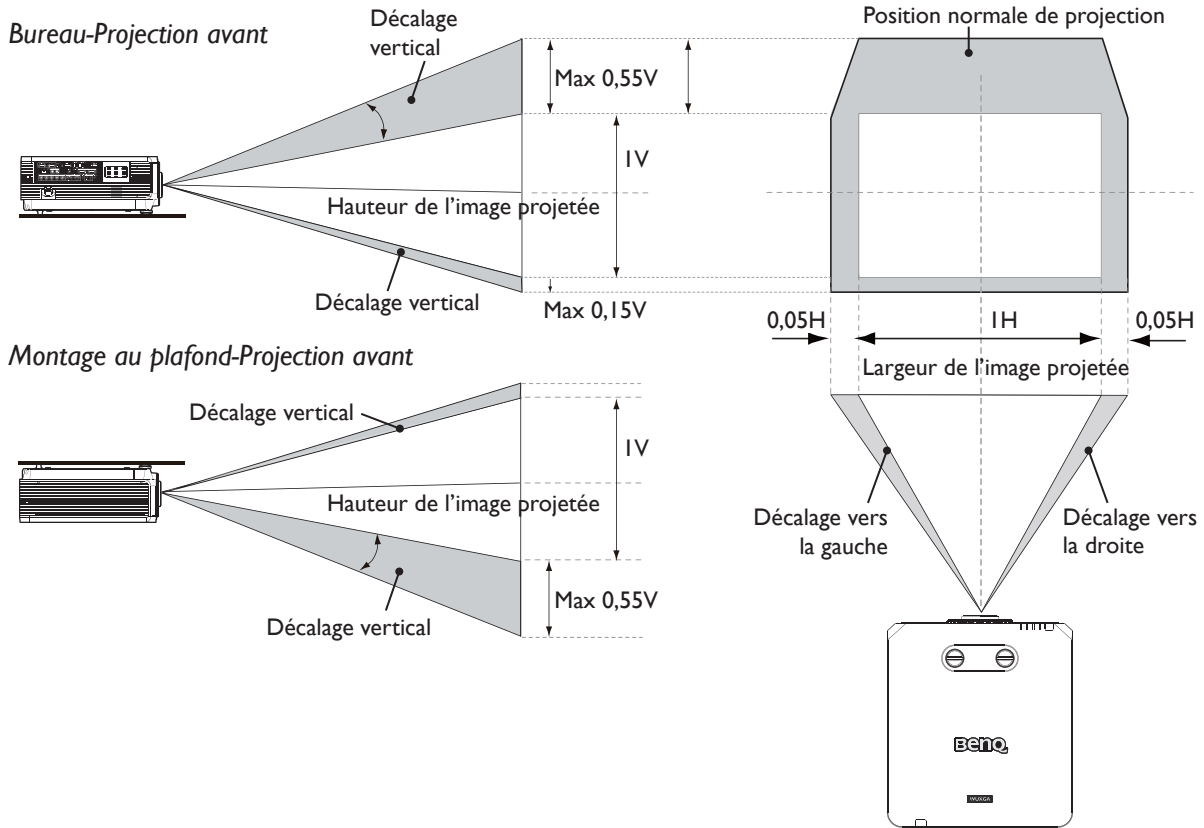 Bureau-Projection avant
Décalage
vertical
Max 0,55V
1V
Hauteur de l’image projetée
Décalage vertical
Max 0,15V
Position normale de projection
0,05H
1H
0,05H
Largeur de l’image projetée
Montage au plafond-Projection avant
Décalage vertical
1V
Hauteur de l’image projetée
Max 0,55V
Décalage vertical
Décalage vers
la gauche
Décalage vers
la droite
BenQ
WUXGA